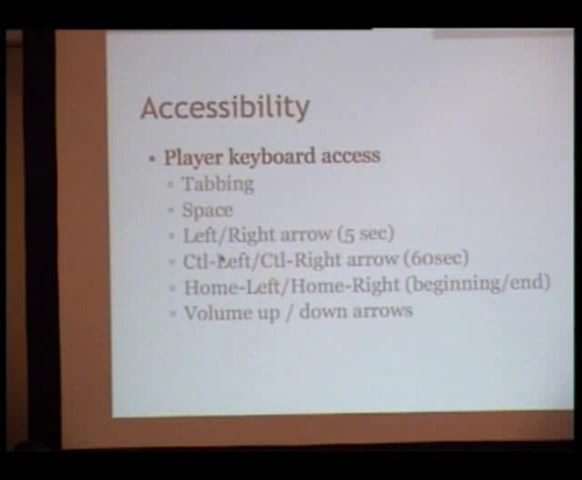 Accessibility
Player keyboard access
Tabbing
Space
Left/Right arrow (5 sec)
Ctl-Left/Ctl-Right arrow (60sec)
Home-Left/Home-Right (beginning/end)
Volume up / down arrows